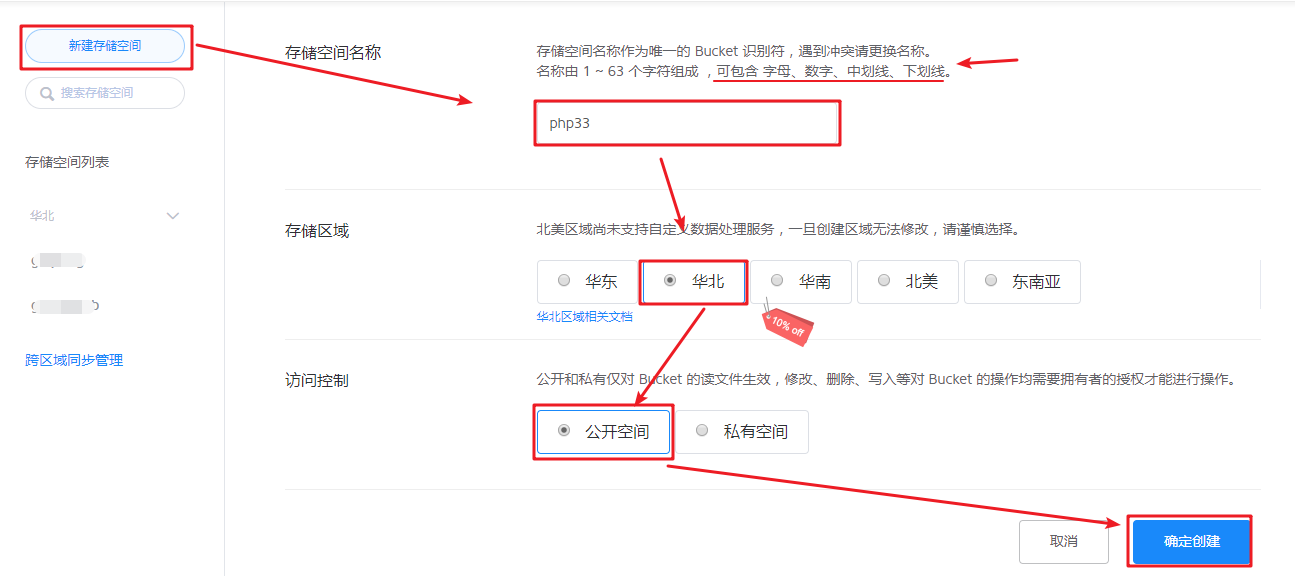 新建存储空间
搜索存储空间
存储空间列表
华北
跨区域同步管理
存储空间名称
存储空间名称作为唯一的 Bucket 识别符，遇到冲突请更换名称。
名称由 1 ~ 63 个字符组成 ，可包含 字母、数字、中划线、下划线。
php33
存储区域
北美区域尚未支持自定义数据处理服务，一旦创建区域无法修改，请谨慎选择。
华东 华北 华南 北美 东南亚
华北区域相关文档
10% off
访问控制
公开和私有仅对 Bucket 的读文件生效，修改、删除、写入等对 Bucket 的操作均需要拥有者的授权才能进行操作。
公开空间 私有空间
取消 确定创建